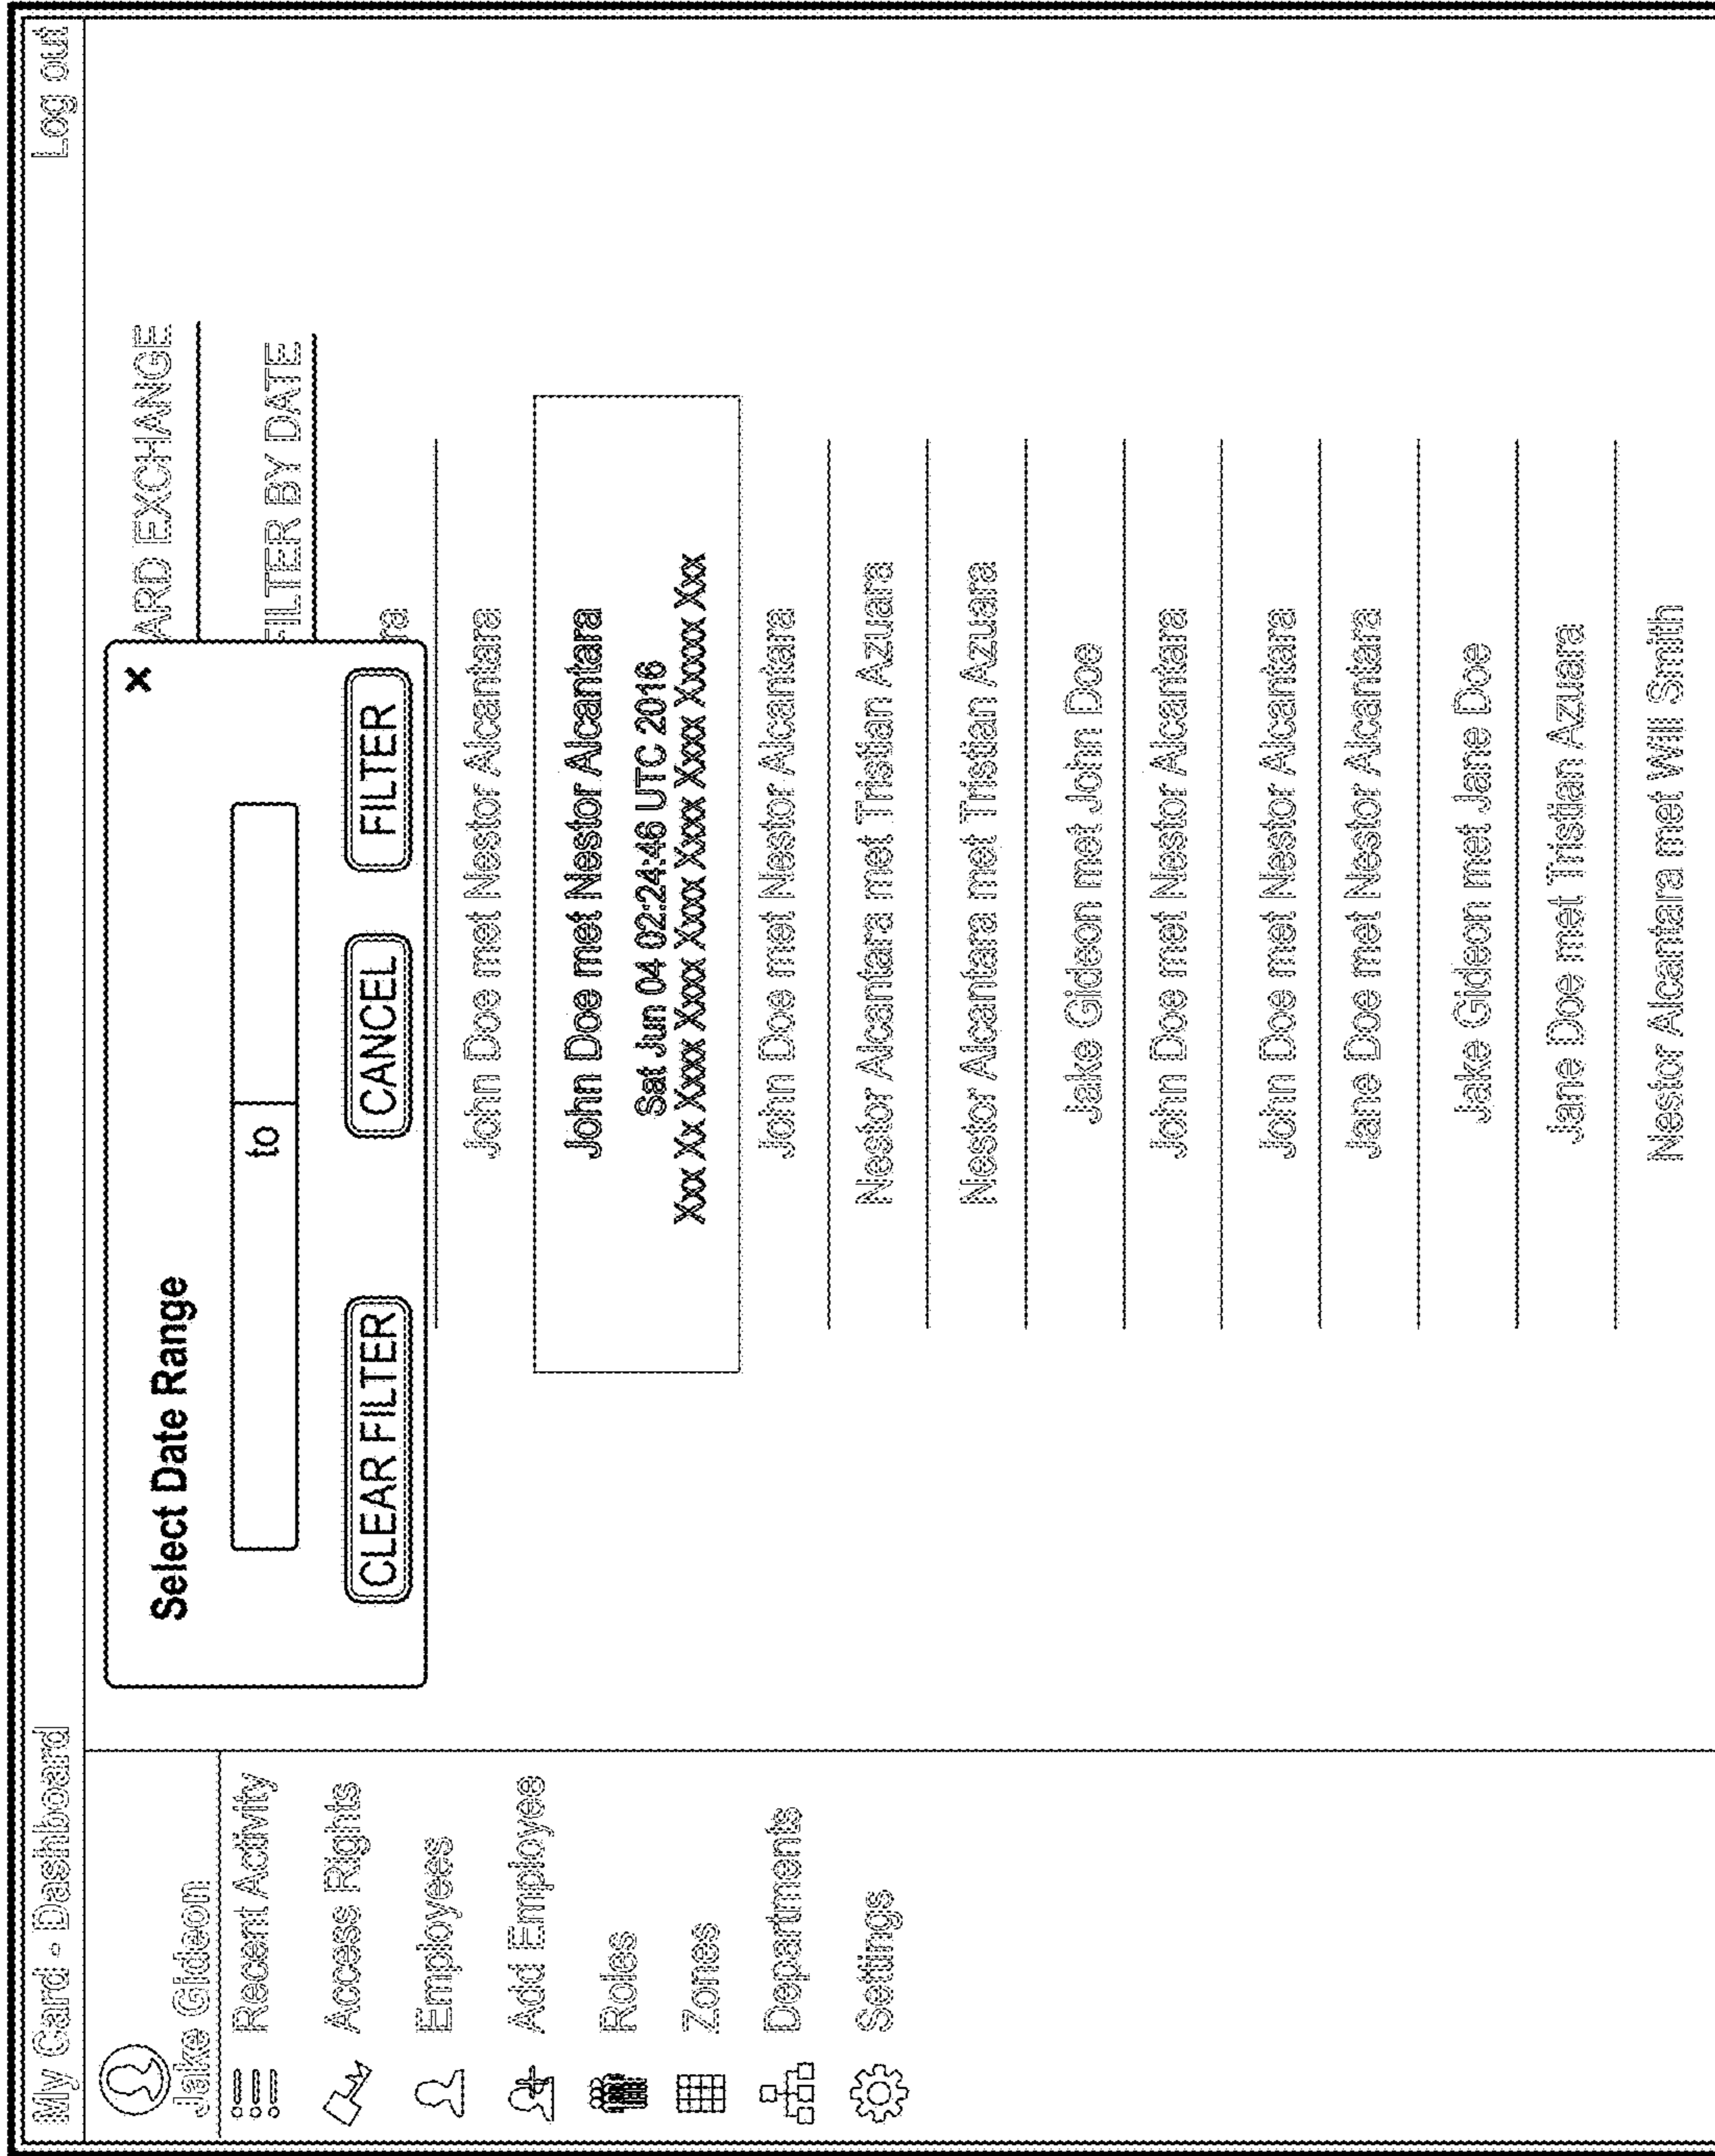 My Card - Dashboard
Log out
Jake Gideon
Recent Activity
Access Rights
Employees
Add Employee
Roles
Zones
Departments
Settings
Select Date Range
x
to
CLEAR FILTER
CANCEL
FILTER
ARD EXCHANGE
FILTER BY DATE
ra
John Doe met Nestor Alcantara
John Doe met Nestor Alcantara
Sat Jun 04 02:24:46 UTC 2016
Xxx Xx Xxxx Xxxx Xxxx Xxxx Xxxx Xxxx Xxxx Xxxxx Xxx
John Doe met Nestor Alcantara
Nestor Alcantara met Tristian Azuara
Nestor Alcantara met Tristian Azuara
Jake Gideon met John Doe
John Doe met Nestor Alcantara
John Doe met Nestor Alcantara
Jane Doe met Nestor Alcantara
Jake Gideon met Jane Doe
Jane Doe met Tristian Azuara
Nestor Alcantara met Will Smith